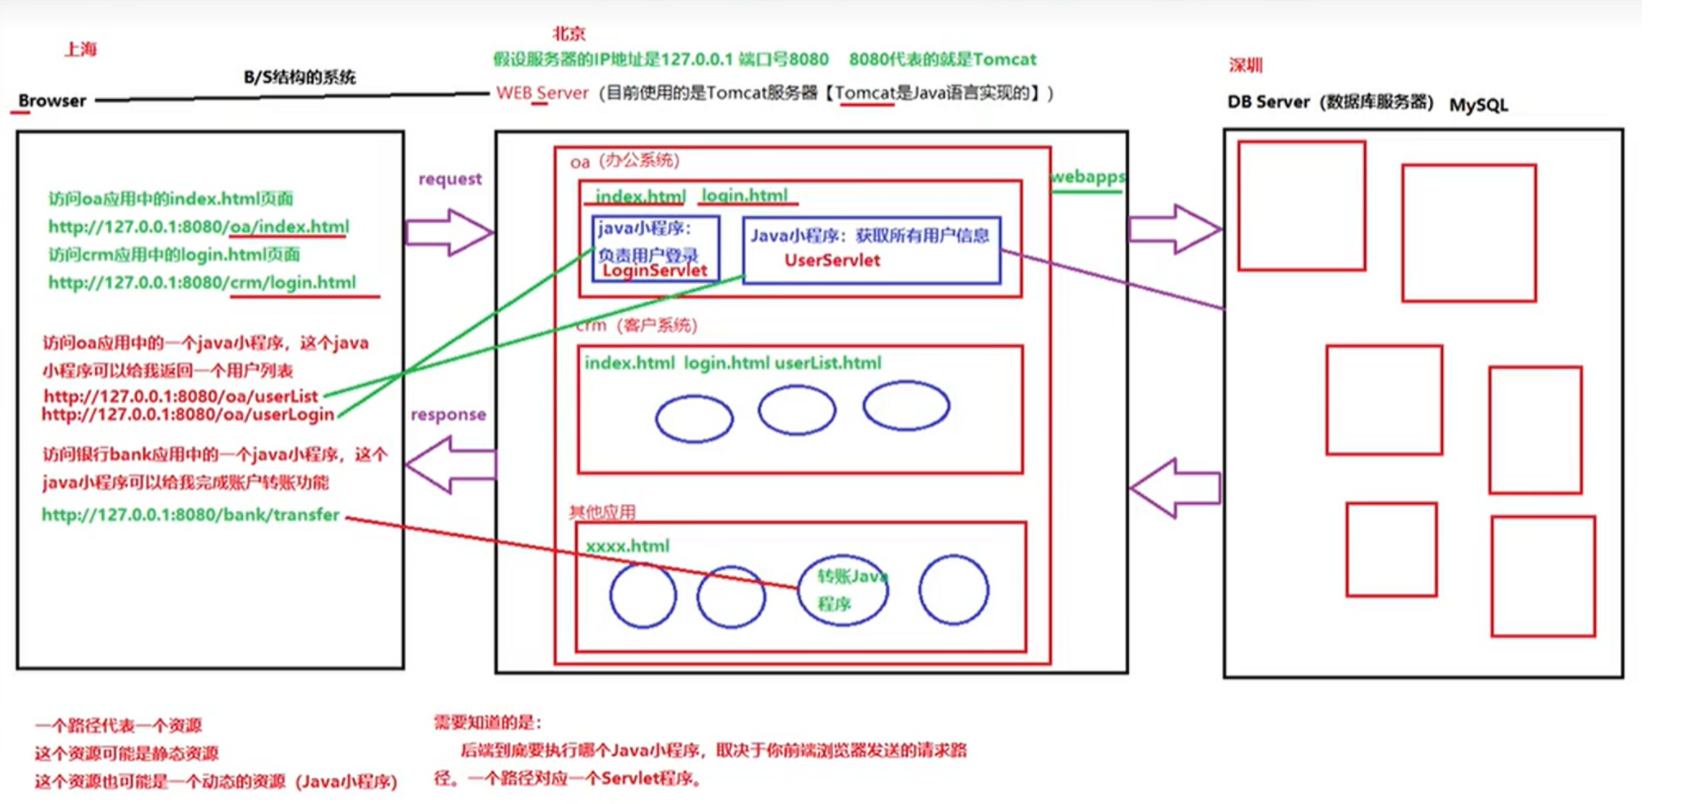 上海
北京
假设服务器的IP地址是127.0.0.1 端口号8080 8080代表的就是Tomcat
深圳
B/S结构的系统
Browser
WEB Server（目前使用的是Tomcat服务器【Tomcat是Java语言实现的】）
DB Server（数据库服务器） MySQL
访问oa应用中的index.html页面
http://127.0.0.1:8080/oa/index.html
访问crm应用中的login.html页面
http://127.0.0.1:8080/crm/login.html
访问oa应用中的一个java小程序，这个java
小程序可以给我返回一个用户列表
http://127.0.0.1:8080/oa/userList
http://127.0.0.1:8080/oa/userLogin
访问银行bank应用中的一个java小程序，这个
java小程序可以给我完成账户转账功能
http://127.0.0.1:8080/bank/transfer
request
response
oa（办公系统）
webapps
index.html login.html
java小程序：
负责用户登录
LoginServlet
Java小程序：获取所有用户信息
UserServlet
crm（客户系统）
index.html login.html userList.html
其他应用
xxxx.html
转账Java
程序
一个路径代表一个资源
这个资源可能是静态资源
这个资源也可能是一个动态的资源（Java小程序）
需要知道的是：
后端到底要执行哪个Java小程序，取决于你前端浏览器发送的请求路
径。一个路径对应一个Servlet程序。